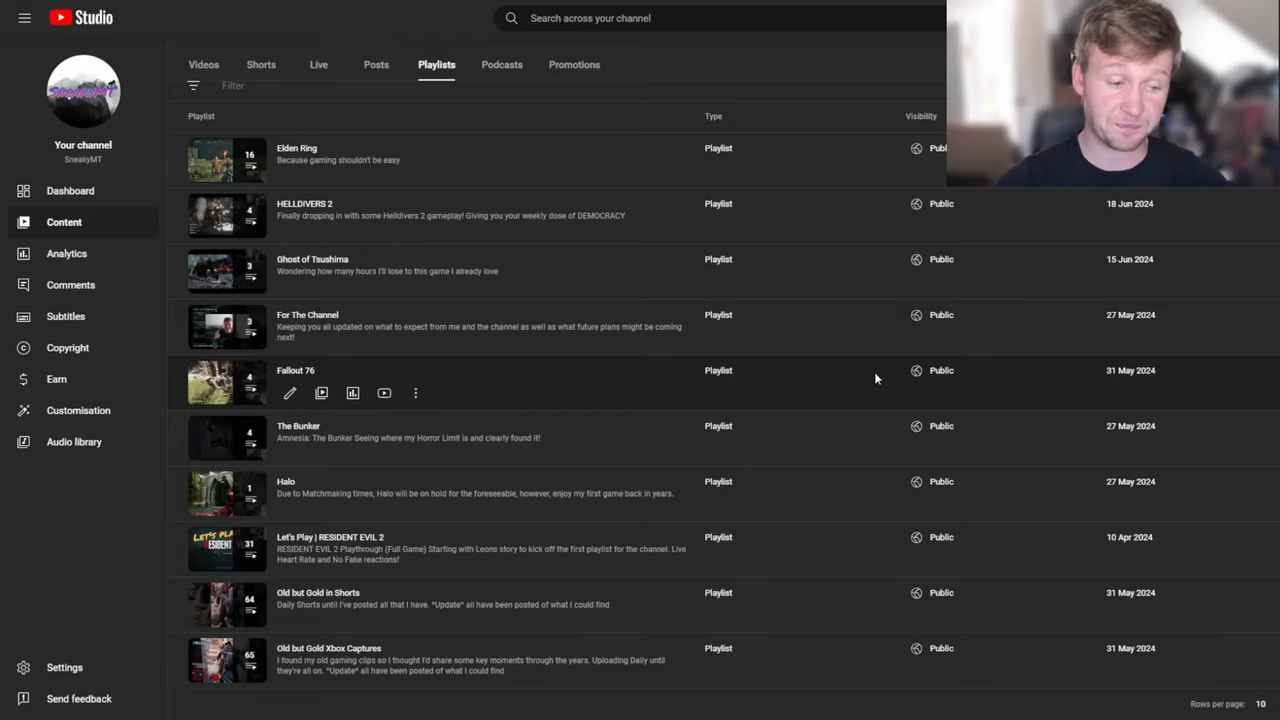 Studio
Search across your channel
Videos Shorts Live Posts Playlists Podcasts Promotions
Filter
Your channel
SneakyMT
Dashboard
Content
Analytics
Comments
Subtitles
Copyright
Earn
Customisation
Audio library
Settings
Send feedback
Playlist Type Visibility
16
Elden Ring Playlist
Because gaming shouldn't be easy
4
HELLDIVERS 2 Playlist Public 18 Jun 2024
Finally dropping in with some Helldivers 2 gameplay! Giving you your weekly dose of DEMOCRACY
3
Ghost of Tsushima Playlist Public 15 Jun 2024
Wondering how many hours I'll lose to this game I already love
3
For The Channel Playlist Public 27 May 2024
Keeping you all updated on what to expect from me and the channel as well as what future plans might be coming
next!
4
Fallout 76 Playlist Public 31 May 2024
4
The Bunker Playlist Public 27 May 2024
Amnesia: The Bunker Seeing where my Horror Limit is and clearly found it!
1
Halo Playlist Public 27 May 2024
Due to Matchmaking times, Halo will be on hold for the foreseeable, however, enjoy my first game back in years.
31
Let's Play | RESIDENT EVIL 2 Playlist Public 10 Apr 2024
RESIDENT EVIL 2 Playthrough (Full Game) Starting with Leons story to kick off the first playlist for the channel. Live
Heart Rate and No Fake reactions!
64
Old but Gold in Shorts Playlist Public 31 May 2024
Daily Shorts until I've posted all that I have. *Update* all have been posted of what I could find
65
Old but Gold Xbox Captures Playlist Public 31 May 2024
I found my old gaming clips so I thought I'd share some key moments through the years. Uploading Daily until
they're all on. *Update* all have been posted of what I could find
Rows per page: 10